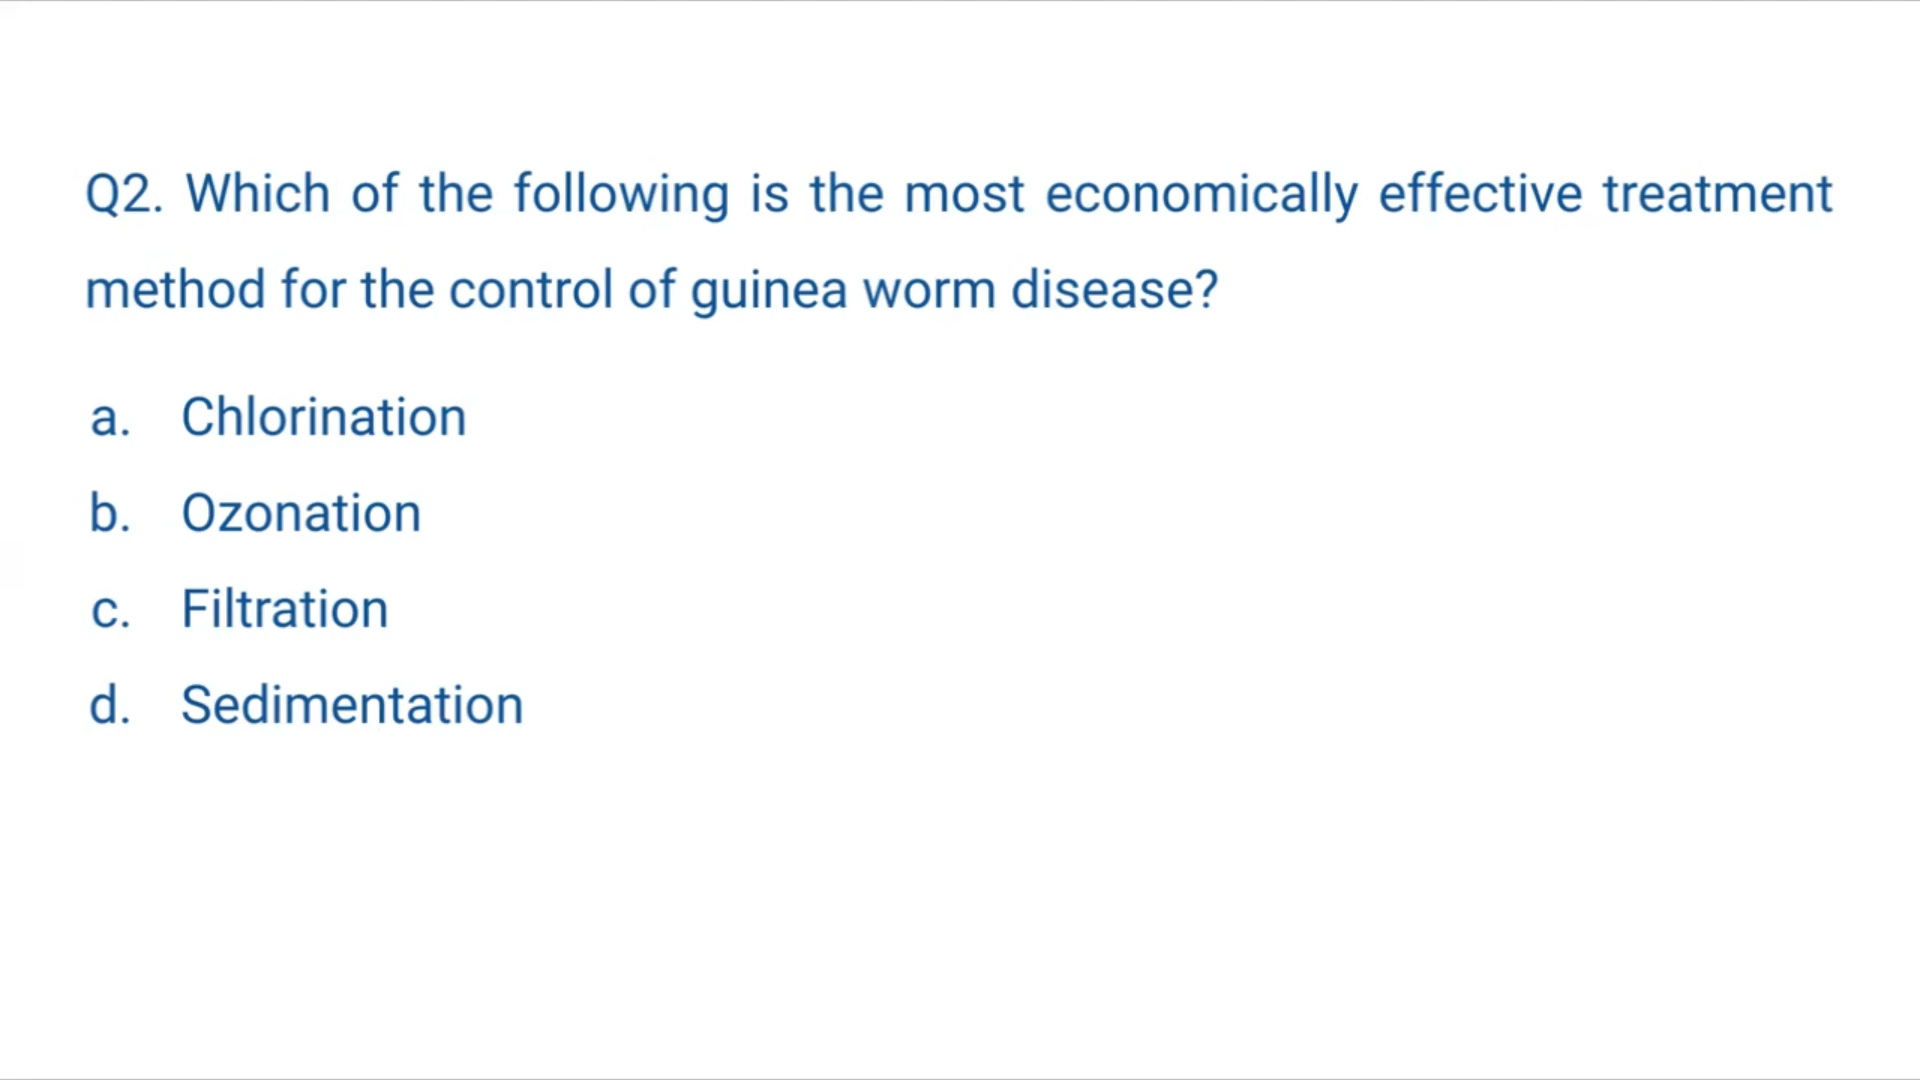 Q2. Which of the following is the most economically effective treatment
method for the control of guinea worm disease?
a. Chlorination
b. Ozonation
c. Filtration
d. Sedimentation